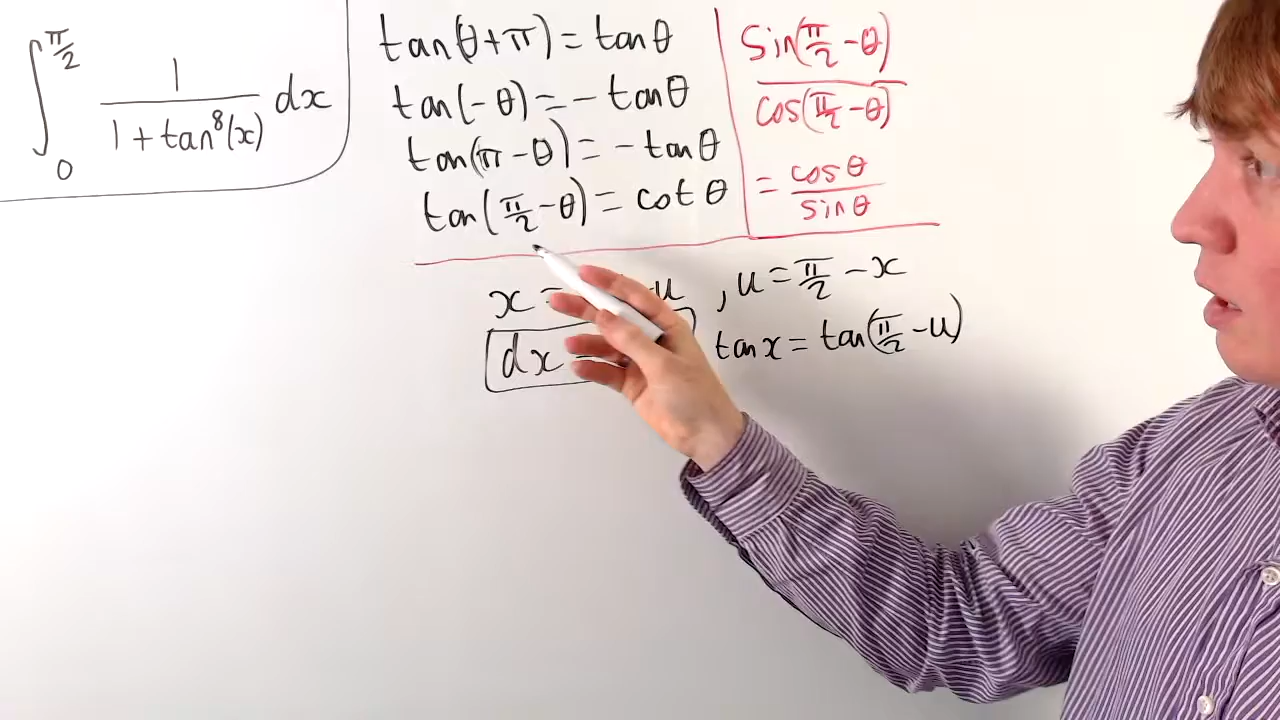 ∫₀^(π/2) 1/(1 + tan⁸(x)) dx
tan(θ+π) = tanθ
tan(-θ) = - tanθ
tan(π - θ) = - tanθ
tan(π/2 - θ) = cot θ
sin(π/2 - θ)
cos(π/2 - θ)
= cosθ/sinθ
x = u , u = π/2 - x
dx
tan x = tan(π/2 - u)